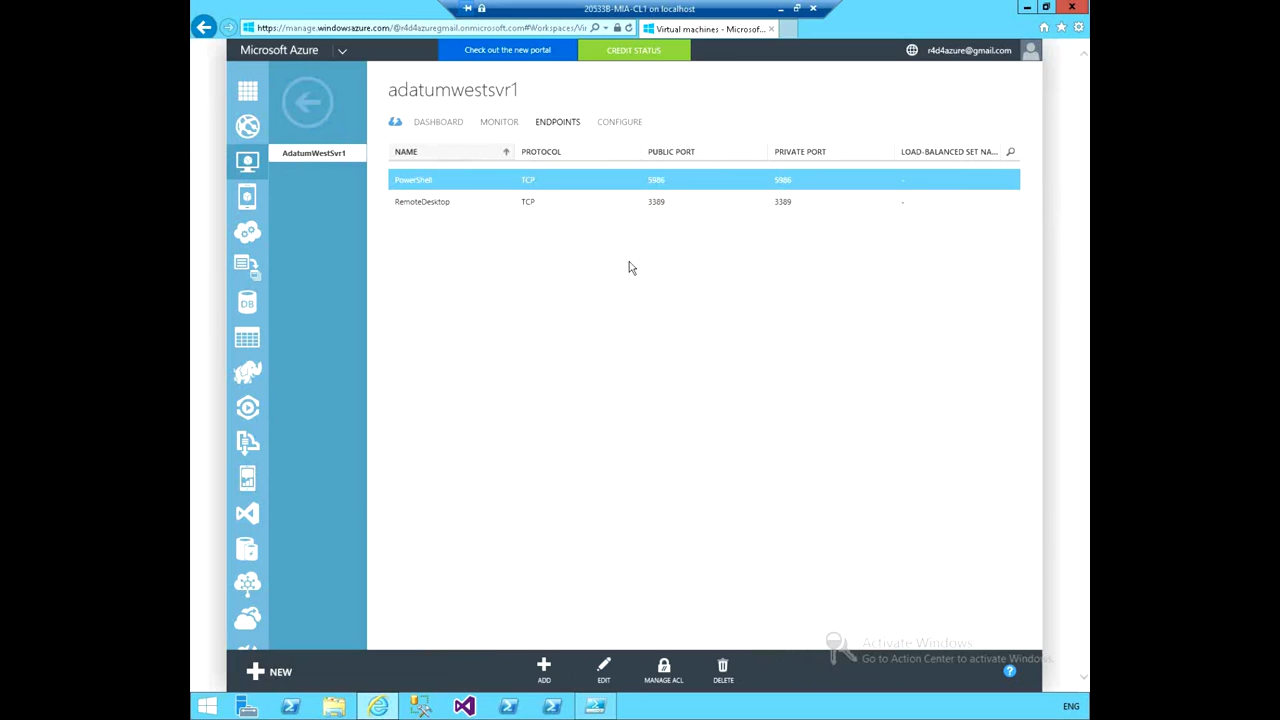 20533B-MIA-CL1 on localhost
https://manage.windowsazure.com/@r4d4azuregmail.onmicrosoft.com#Workspaces/Vir
Virtual machines - Microsof...
Microsoft Azure
Check out the new portal
CREDIT STATUS
r4d4azure@gmail.com
adatumwestsvr1
DASHBOARD MONITOR ENDPOINTS CONFIGURE
AdatumWestSvr1
NAME PROTOCOL PUBLIC PORT PRIVATE PORT LOAD-BALANCED SET NA...
PowerShell TCP 5986 5986 -
RemoteDesktop TCP 3389 3389 -
DB
Activate Windows
Go to Action Center to activate Windows.
NEW
ADD EDIT MANAGE ACL DELETE
?
ENG